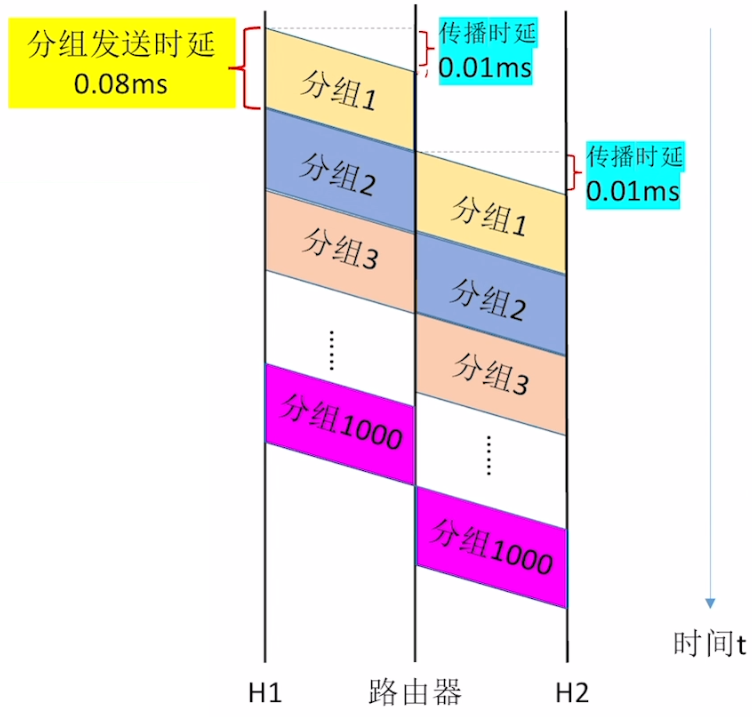 分组发送时延
0.08ms
传播时延
0.01ms
分组1
传播时延
0.01ms
分组2
分组1
分组3
分组2
分组3
分组1000
分组1000
时间t
H1
路由器
H2